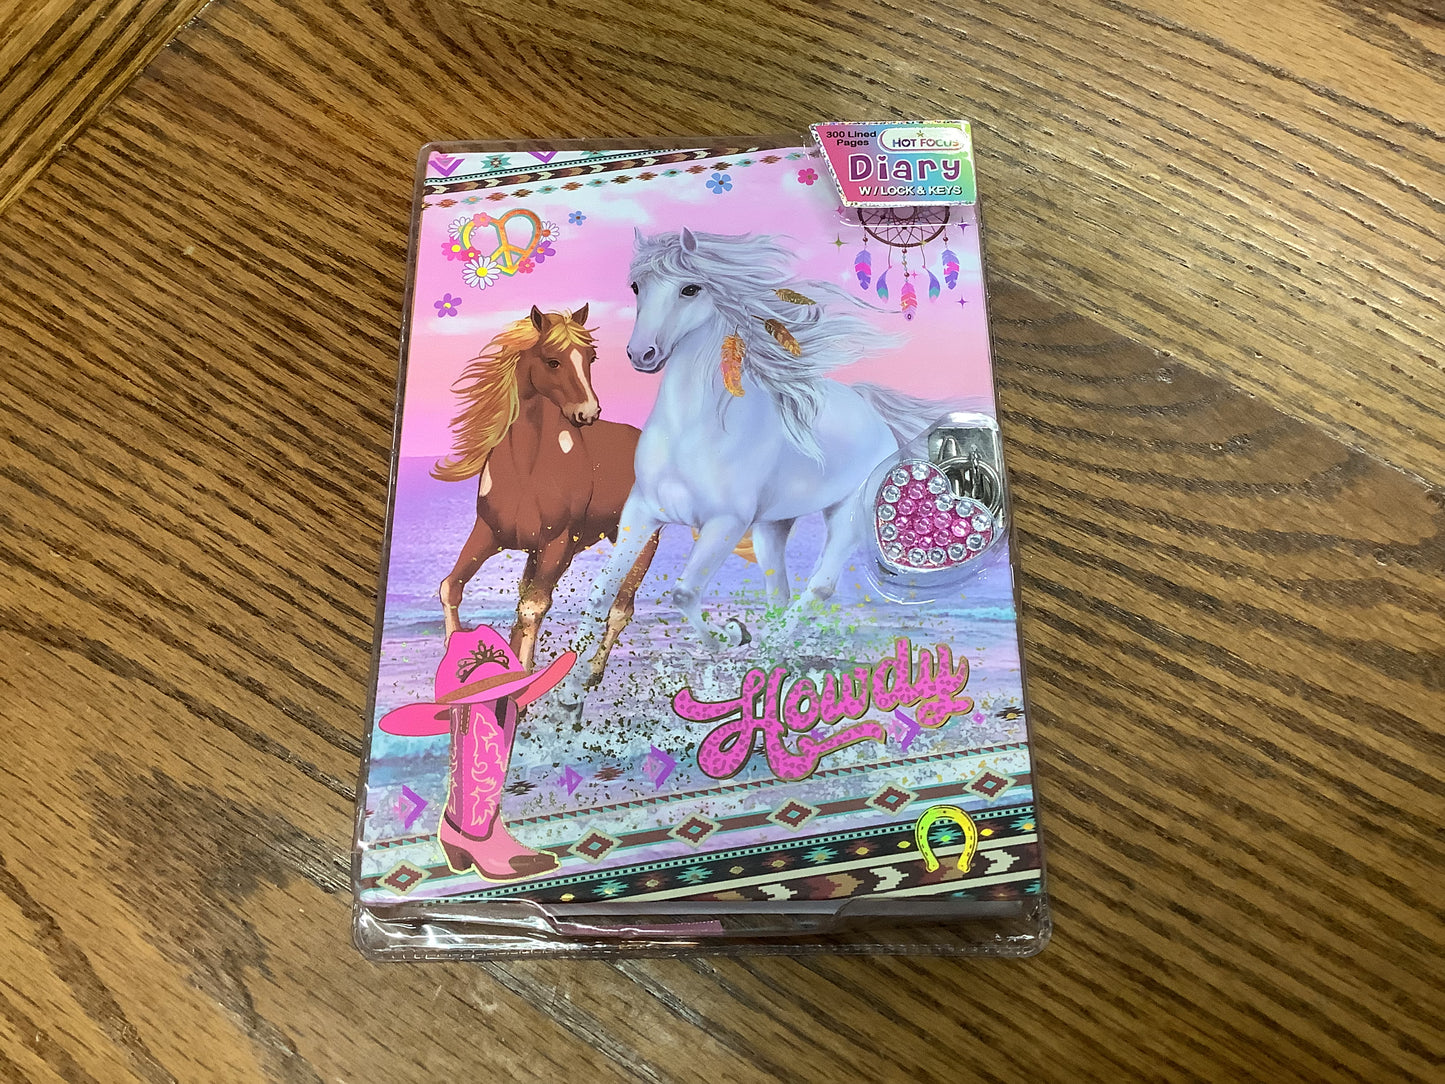 300 Lined
Pages
HOT FOCUS
Diary
W/ LOCK & KEYS
Howdy